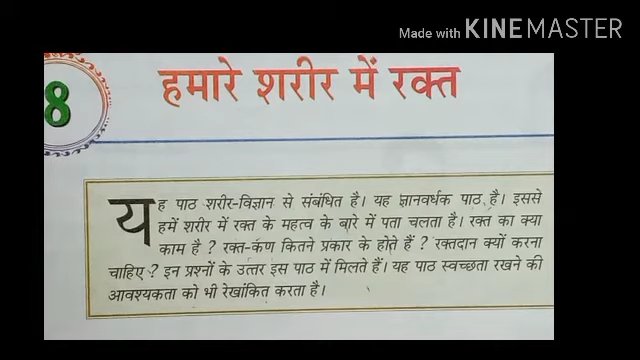 Made with KINEMASTER
8
हमारे शरीर में रक्त
यह पाठ शरीर-विज्ञान से संबंधित है। यह ज्ञानवर्धक पाठ है। इससे
हमें शरीर में रक्त के महत्व के बारे में पता चलता है। रक्त का क्या
काम है ? रक्त-कण कितने प्रकार के होते हैं ? रक्तदान क्यों करना
चाहिए ? इन प्रश्नों के उत्तर इस पाठ में मिलते हैं। यह पाठ स्वच्छता रखने की
आवश्यकता को भी रेखांकित करता है।